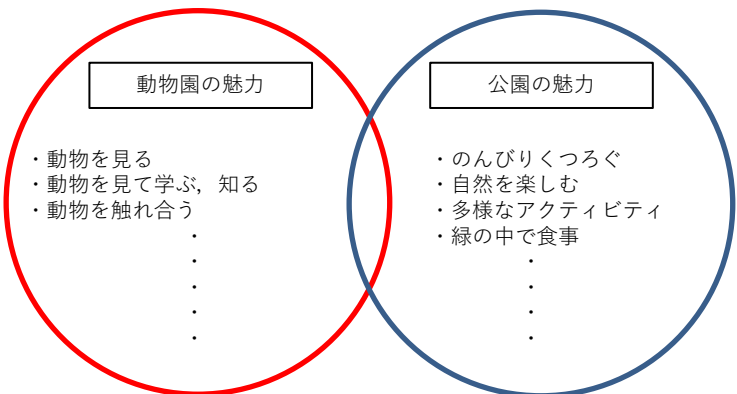 動物園の魅力
・動物を見る
・動物を見て学ぶ，知る
・動物を触れ合う
・
・
・
・
・
公園の魅力
・のんびりくつろぐ
・自然を楽しむ
・多様なアクティビティ
・緑の中で食事
・
・
・
・